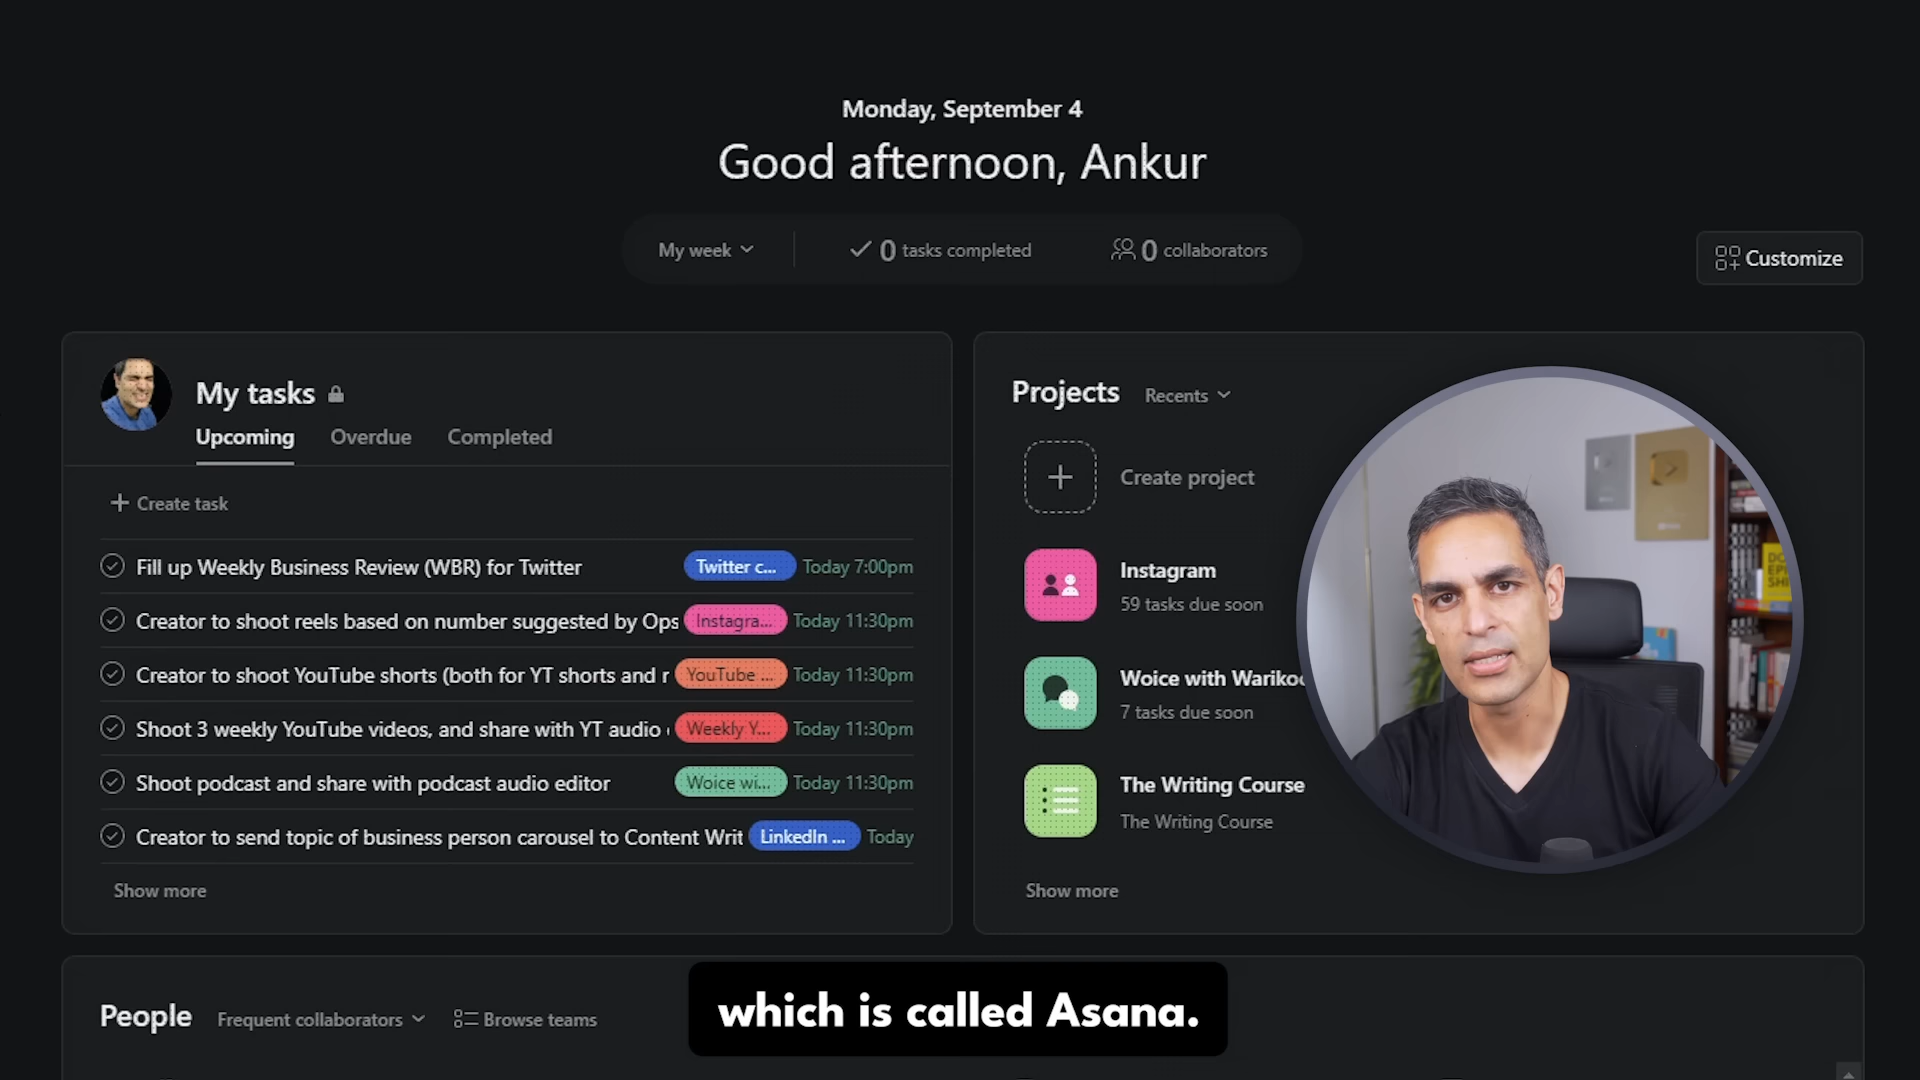 Monday, September 4
Good afternoon, Ankur
My week
0 tasks completed
0 collaborators
Customize
My tasks
Upcoming
Overdue
Completed
Create task
Fill up Weekly Business Review (WBR) for Twitter
Twitter c...
Today 7:00pm
Creator to shoot reels based on number suggested by Ops
Instagra...
Today 11:30pm
Creator to shoot YouTube shorts (both for YT shorts and r
YouTube ...
Today 11:30pm
Shoot 3 weekly YouTube videos, and share with YT audio
Weekly Y...
Today 11:30pm
Shoot podcast and share with podcast audio editor
Woice wi...
Today 11:30pm
Creator to send topic of business person carousel to Content Writ
LinkedIn ...
Today
Show more
Projects
Recents
Create project
Instagram
59 tasks due soon
Woice with Warikoo
7 tasks due soon
The Writing Course
The Writing Course
Show more
People
Frequent collaborators
Browse teams
which is called Asana.